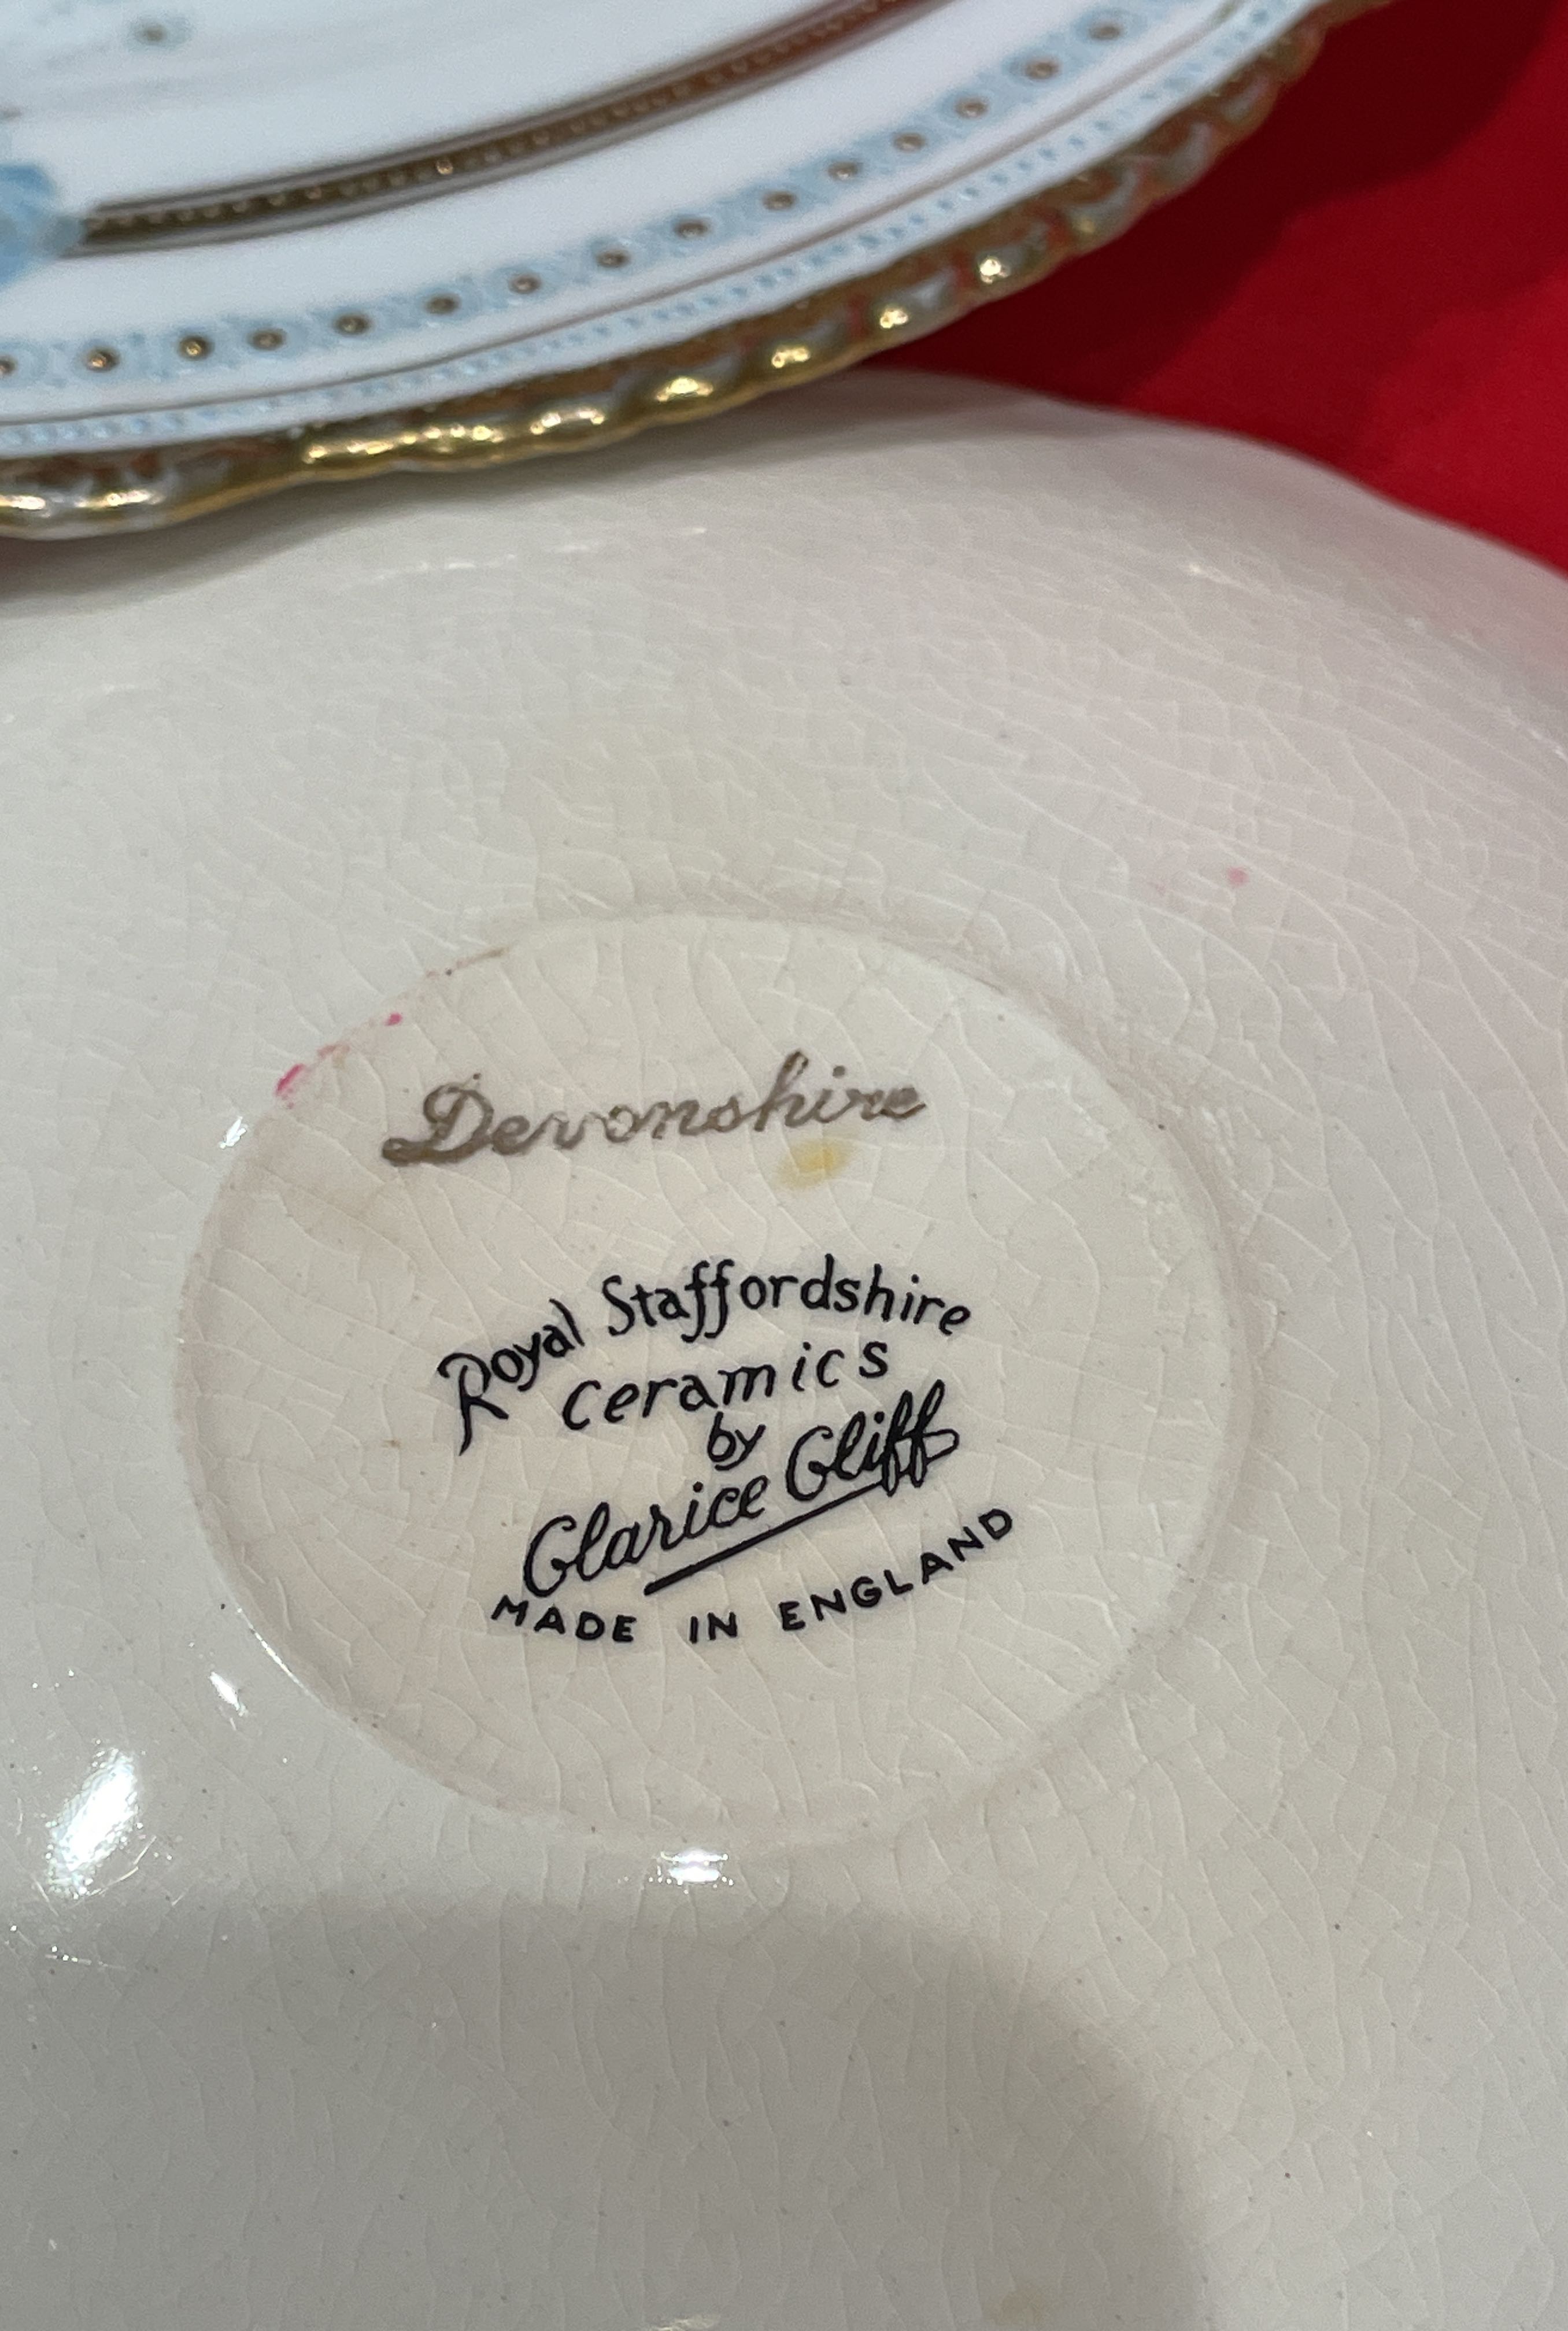 Devonshire
Royal Staffordshire
ceramics
by
Clarice Cliff
MADE IN ENGLAND